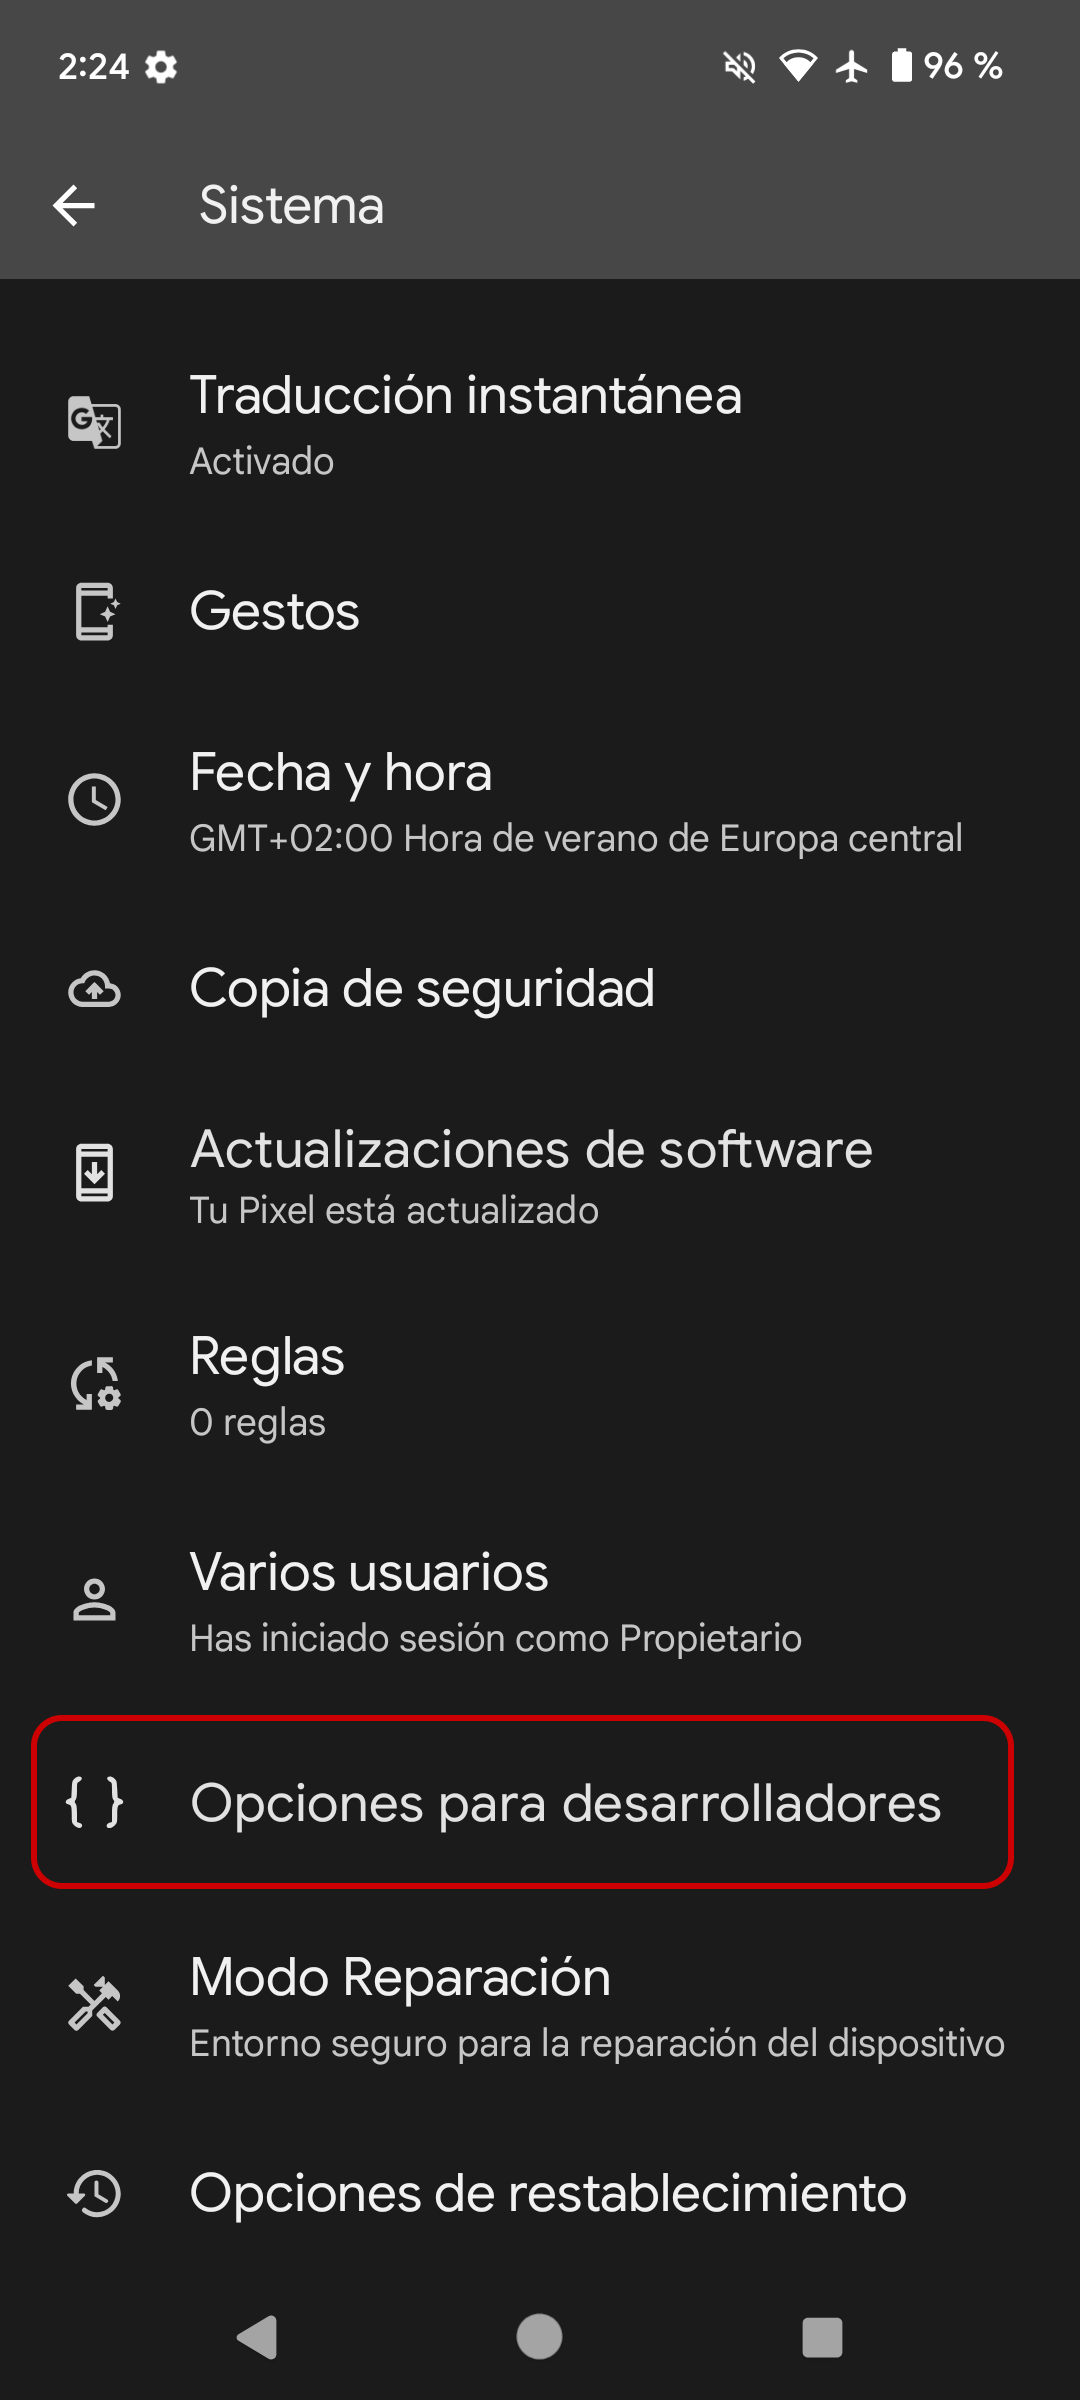 2:24
96 %
Sistema
Traducción instantánea
Activado
Gestos
Fecha y hora
GMT+02:00 Hora de verano de Europa central
Copia de seguridad
Actualizaciones de software
Tu Pixel está actualizado
Reglas
0 reglas
Varios usuarios
Has iniciado sesión como Propietario
{ } Opciones para desarrolladores
Modo Reparación
Entorno seguro para la reparación del dispositivo
Opciones de restablecimiento